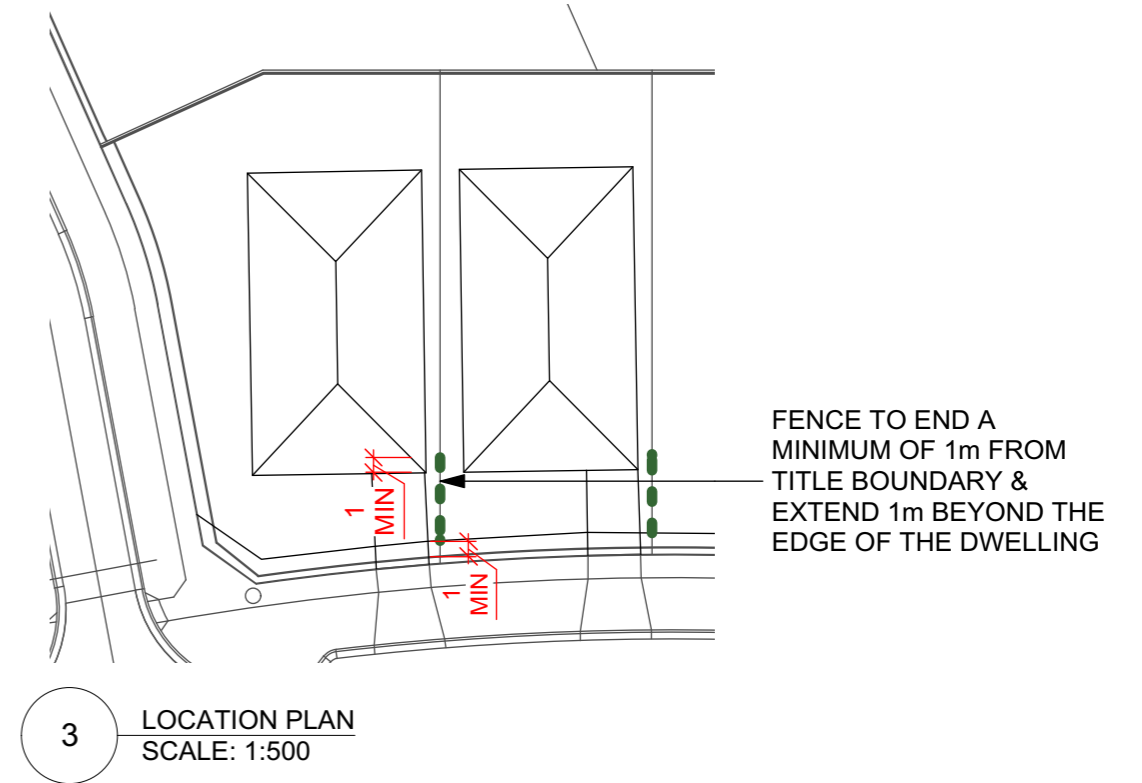 FENCE TO END A
MINIMUM OF 1m FROM
TITLE BOUNDARY &
EXTEND 1m BEYOND THE
EDGE OF THE DWELLING
1
MIN
1
MIN
3
LOCATION PLAN
SCALE: 1:500